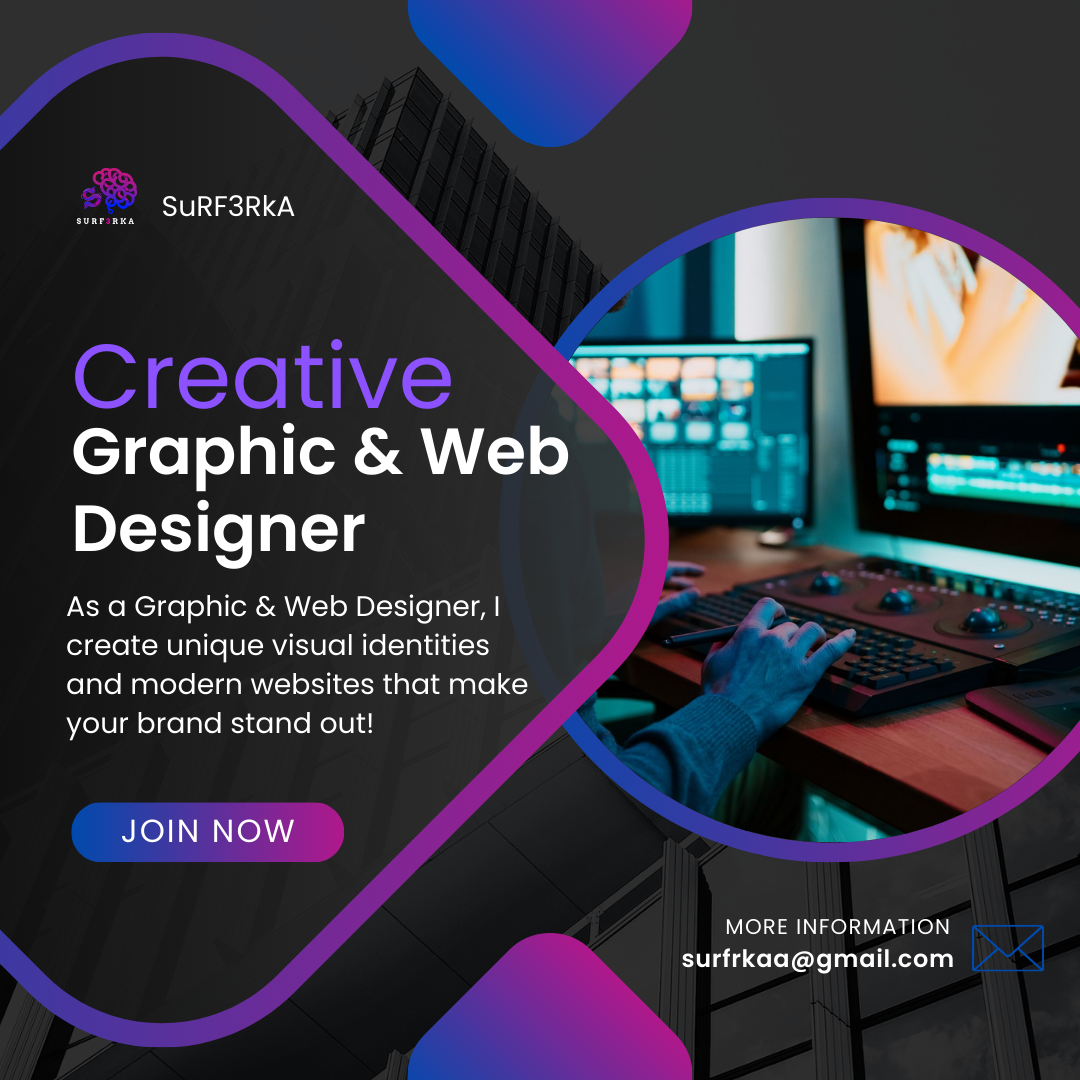 SURF3RKA
SuRF3RkA
Creative
Graphic & Web
Designer
As a Graphic & Web Designer, I
create unique visual identities
and modern websites that make
your brand stand out!
JOIN NOW
MORE INFORMATION
surfrkaa@gmail.com